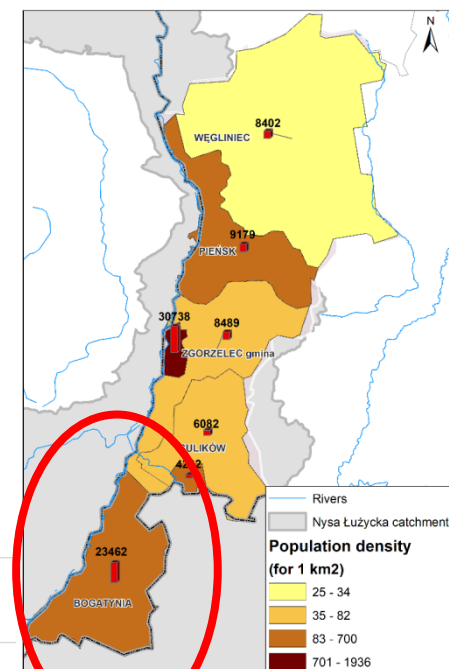 N
8402
WĘGLINIEC
9179
PIEŃSK
30738
8489
ZGORZELEC gmina
6082
SULIKÓW
23462
BOGATYNIA
Rivers
Nysa Łużycka catchment
Population density
(for 1 km2)
25 - 34
35 - 82
83 - 700
701 - 1936